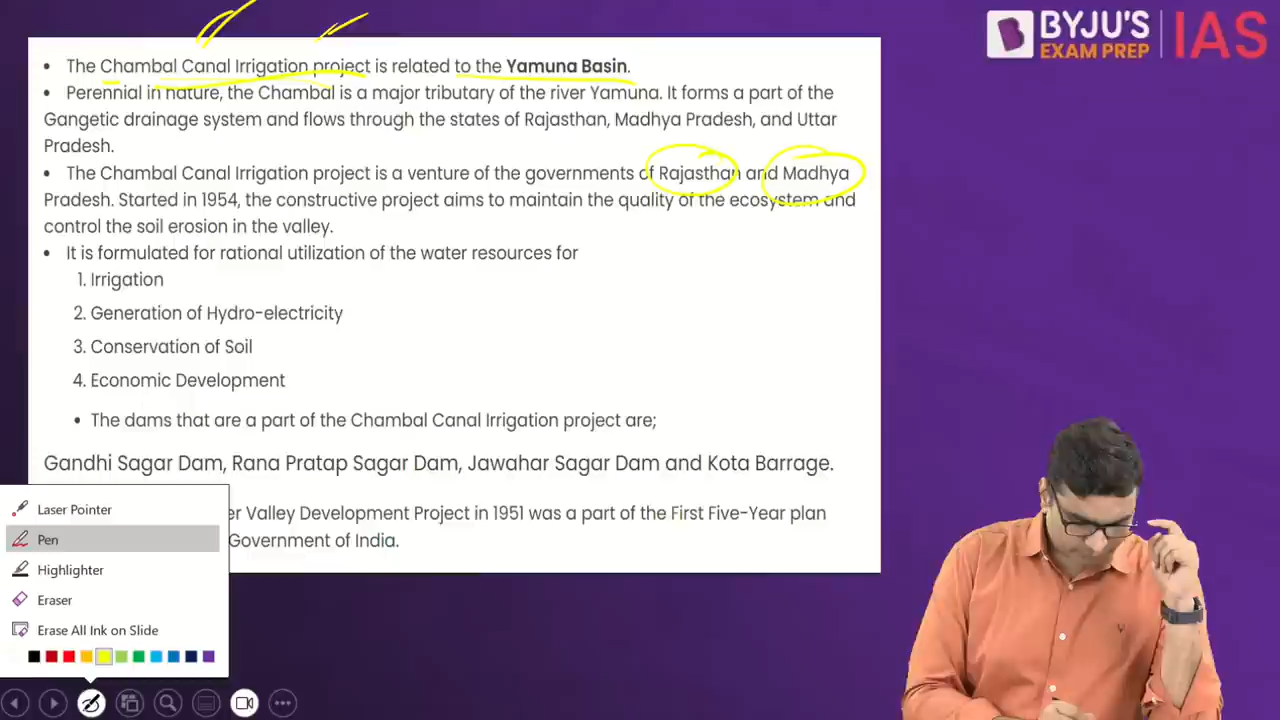 BYJU'S
EXAM PREP
IAS
• The Chambal Canal Irrigation project is related to the Yamuna Basin.
• Perennial in nature, the Chambal is a major tributary of the river Yamuna. It forms a part of the
Gangetic drainage system and flows through the states of Rajasthan, Madhya Pradesh, and Uttar
Pradesh.
• The Chambal Canal Irrigation project is a venture of the governments of Rajasthan and Madhya
Pradesh. Started in 1954, the constructive project aims to maintain the quality of the ecosystem and
control the soil erosion in the valley.
• It is formulated for rational utilization of the water resources for
1. Irrigation
2. Generation of Hydro-electricity
3. Conservation of Soil
4. Economic Development
• The dams that are a part of the Chambal Canal Irrigation project are;
Gandhi Sagar Dam, Rana Pratap Sagar Dam, Jawahar Sagar Dam and Kota Barrage.
er Valley Development Project in 1951 was a part of the First Five-Year plan
Government of India.
Laser Pointer
Pen
Highlighter
Eraser
Erase All Ink on Slide